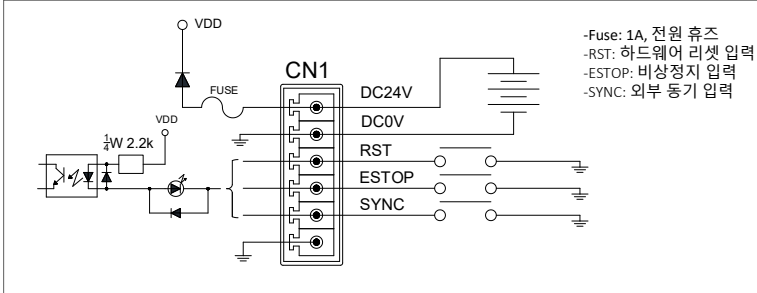 VDD
-Fuse: 1A, 전원 휴즈
-RST: 하드웨어 리셋 입력
-ESTOP: 비상정지 입력
-SYNC: 외부 동기 입력
CN1
FUSE
DC24V
DC0V
VDD
¼W 2.2k
RST
ESTOP
SYNC